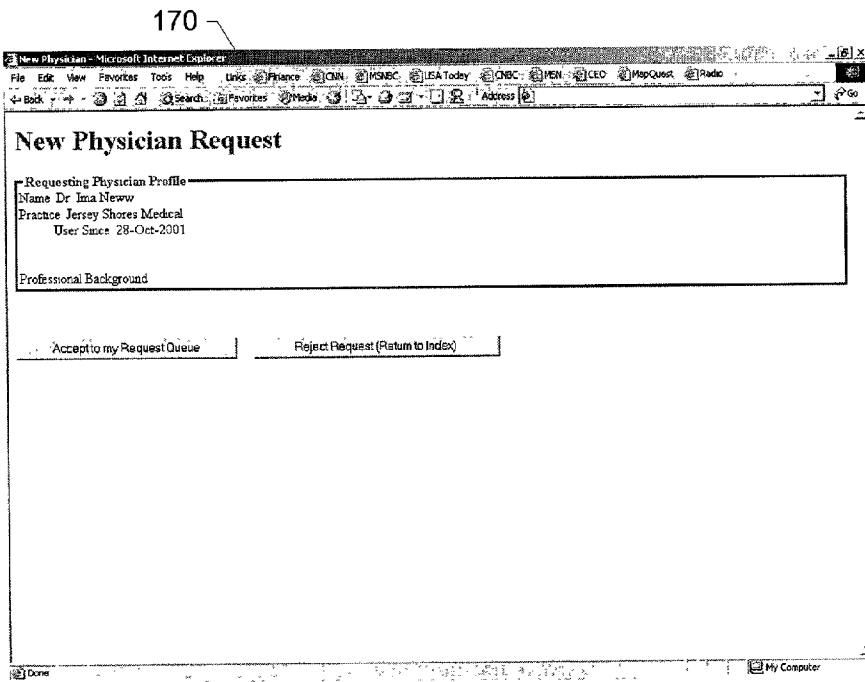 170
New Physician - Microsoft Internet Explorer
File Edit View Favorites Tools Help Links Finance CNN MSNBC USA Today CNBC MSN CEO MapQuest Radio
Back Search Favorites Media Address Go
New Physician Request
Requesting Physician Profile
Name Dr Ima Neww
Practice Jersey Shores Medical
User Since 28-Oct-2001
Professional Background
Accept to my Request Queue Reject Request (Return to Index)
Done My Computer